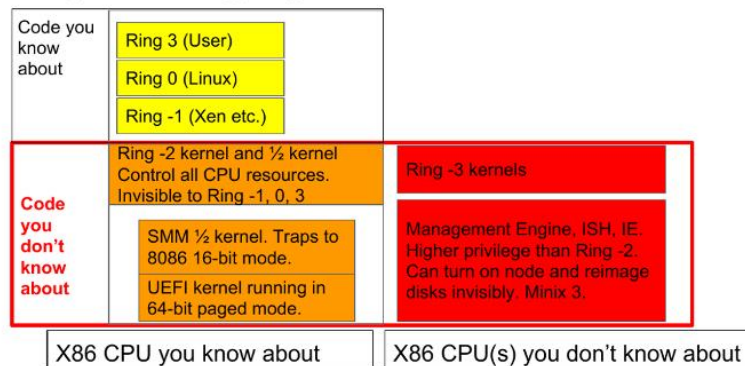 Code you
know
about
Ring 3 (User)
Ring 0 (Linux)
Ring -1 (Xen etc.)
Code
you
don't
know
about
Ring -2 kernel and ½ kernel
Control all CPU resources.
Invisible to Ring -1, 0, 3
SMM ½ kernel. Traps to
8086 16-bit mode.
UEFI kernel running in
64-bit paged mode.
Ring -3 kernels
Management Engine, ISH, IE.
Higher privilege than Ring -2.
Can turn on node and reimage
disks invisibly. Minix 3.
X86 CPU you know about
X86 CPU(s) you don't know about